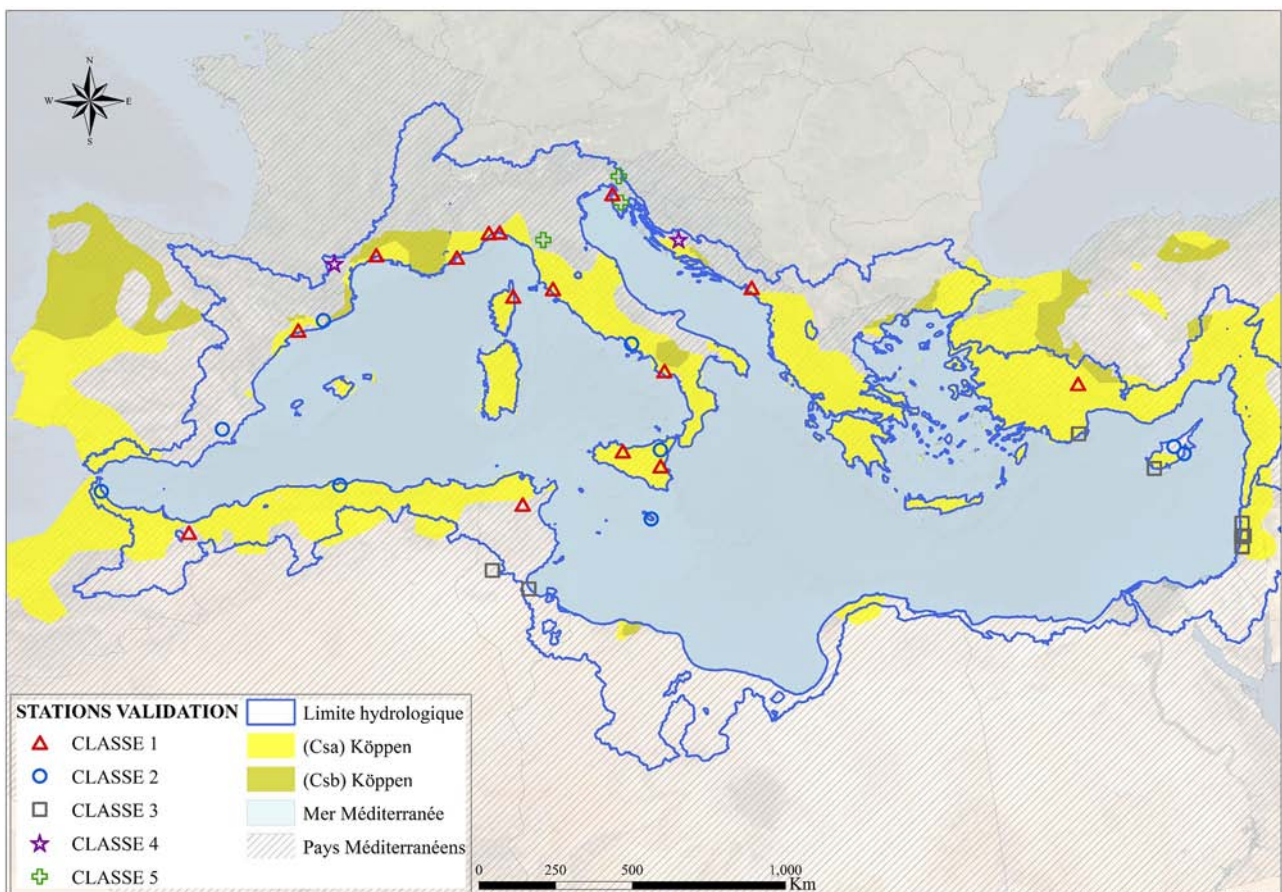 N
W E
S
STATIONS VALIDATION
CLASSE 1
CLASSE 2
CLASSE 3
CLASSE 4
CLASSE 5
Limite hydrologique
(Csa) Köppen
(Csb) Köppen
Mer Méditerranée
Pays Méditerranéens
0 250 500 1,000
Km